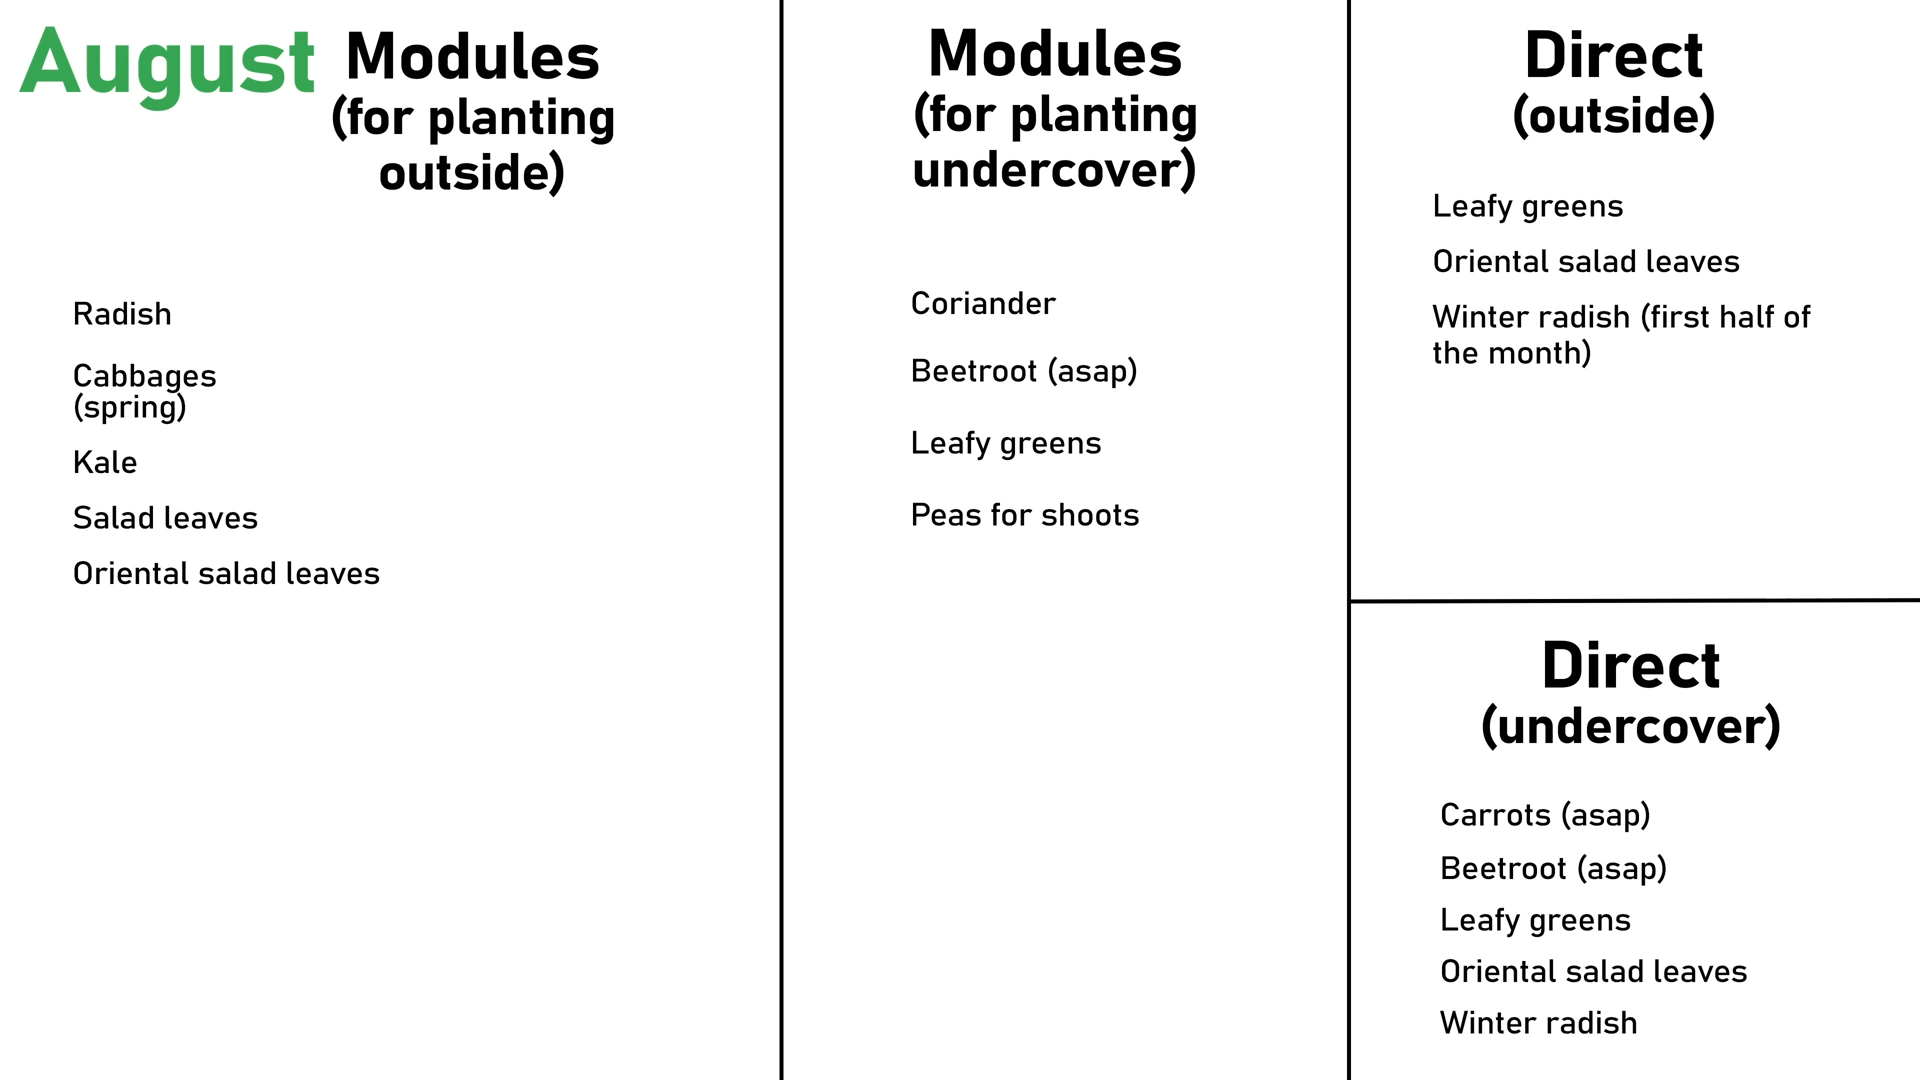 August
Modules
(for planting
outside)
Radish
Cabbages
(spring)
Kale
Salad leaves
Oriental salad leaves
Modules
(for planting
undercover)
Coriander
Beetroot (asap)
Leafy greens
Peas for shoots
Direct
(outside)
Leafy greens
Oriental salad leaves
Winter radish (first half of
the month)
Direct
(undercover)
Carrots (asap)
Beetroot (asap)
Leafy greens
Oriental salad leaves
Winter radish